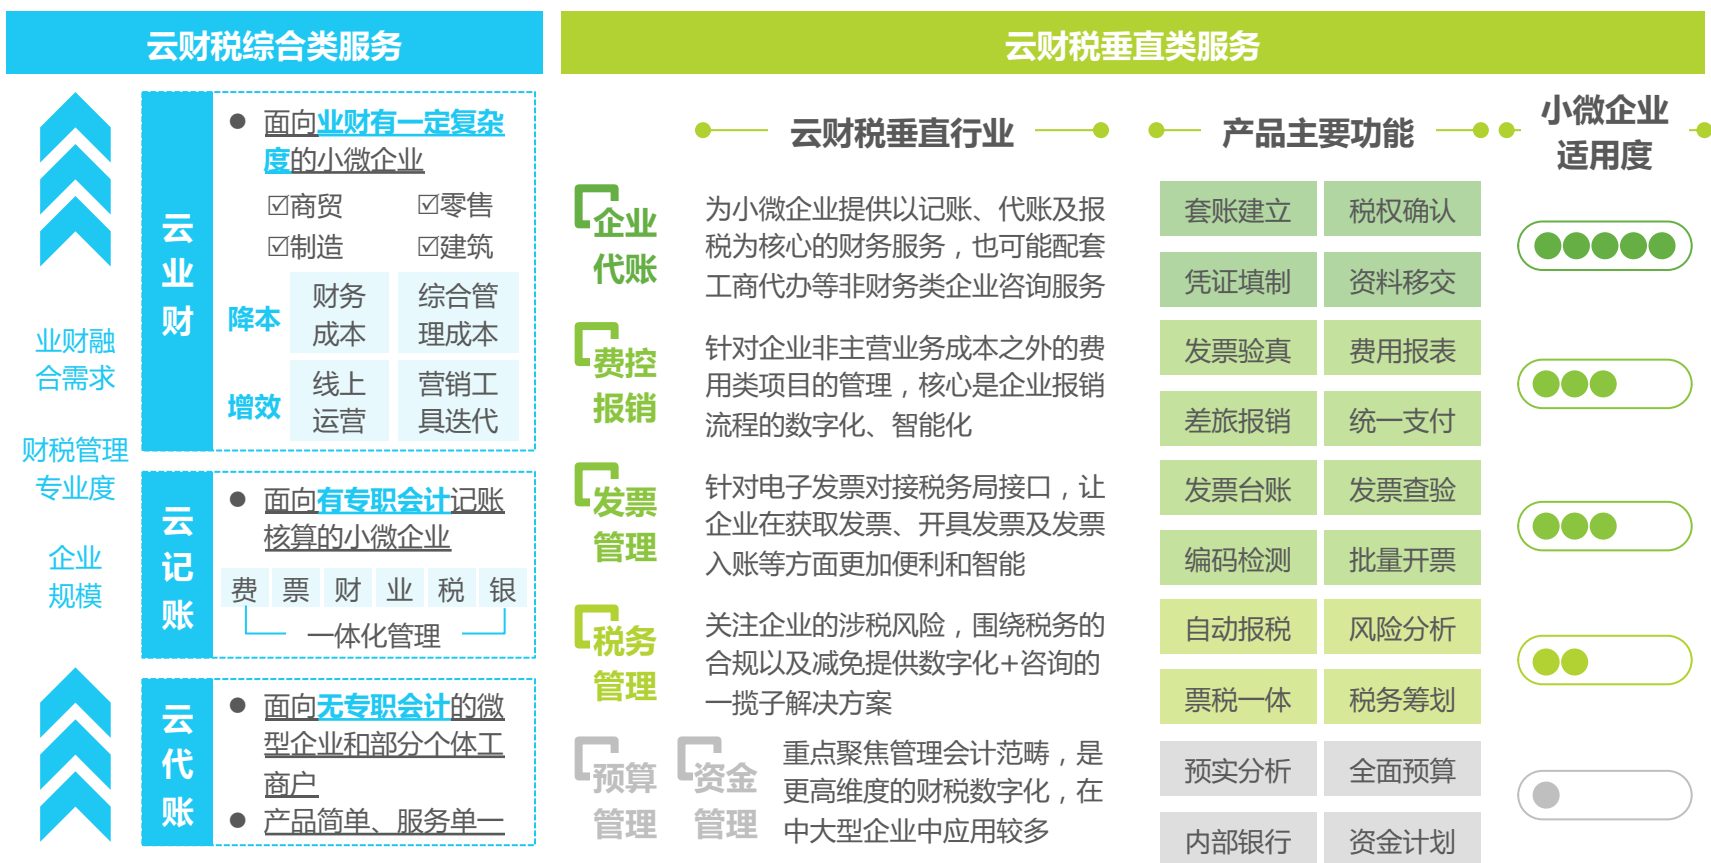 云财税综合类服务
业财融
合需求
财税管理
专业度
企业
规模
云
业
财
● 面向业财有一定复杂
度的小微企业
☑商贸 ☑零售
☑制造 ☑建筑
降本
财务
成本
综合管
理成本
增效
线上
运营
营销工
具迭代
云
记
账
● 面向有专职会计记账
核算的小微企业
费 票 财 业 税 银
一体化管理
云
代
账
● 面向无专职会计的微
型企业和部分个体工
商户
● 产品简单、服务单一
云财税垂直类服务
云财税垂直行业
产品主要功能
小微企业
适用度
企业
代账
为小微企业提供以记账、代账及报
税为核心的财务服务，也可能配套
工商代办等非财务类企业咨询服务
套账建立 税权确认
凭证填制 资料移交
费控
报销
针对企业非主营业务成本之外的费
用类项目的管理，核心是企业报销
流程的数字化、智能化
发票验真 费用报表
差旅报销 统一支付
发票
管理
针对电子发票对接税务局接口，让
企业在获取发票、开具发票及发票
入账等方面更加便利和智能
发票台账 发票查验
编码检测 批量开票
税务
管理
关注企业的涉税风险，围绕税务的
合规以及减免提供数字化+咨询的
一揽子解决方案
自动报税 风险分析
票税一体 税务筹划
预算
管理
资金
管理
重点聚焦管理会计范畴，是
更高维度的财税数字化，在
中大型企业中应用较多
预实分析 全面预算
内部银行 资金计划